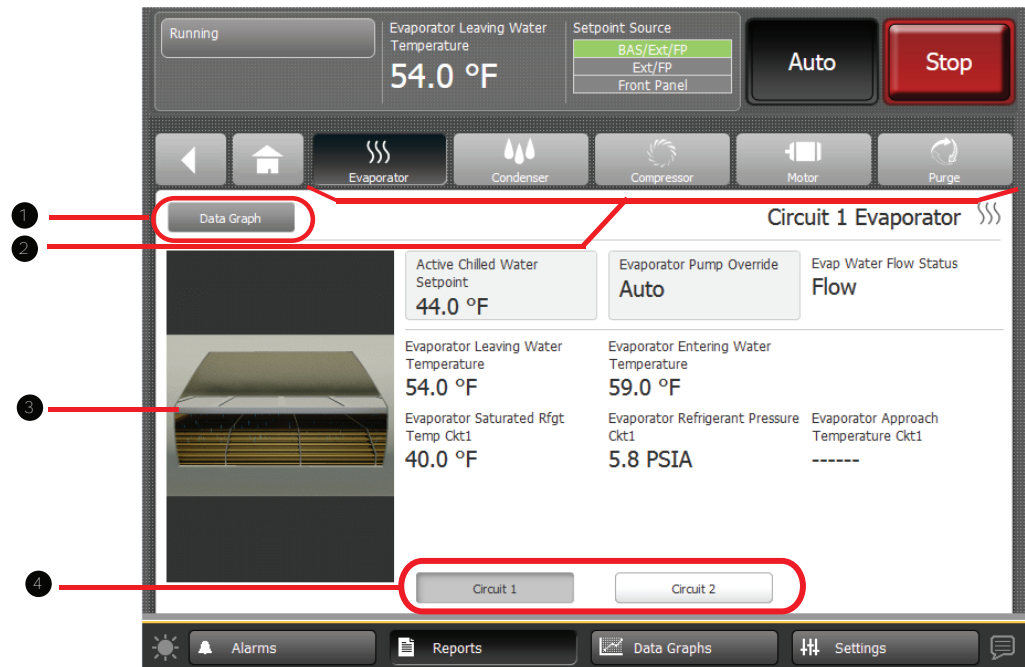 Running
Evaporator Leaving Water
Temperature
54.0 °F
Setpoint Source
BAS/Ext/FP
Ext/FP
Front Panel
Auto
Stop
Evaporator
Condenser
Compressor
Motor
Purge
1
Data Graph
Circuit 1 Evaporator
2
Active Chilled Water
Setpoint
44.0 °F
Evaporator Pump Override
Auto
Evap Water Flow Status
Flow
Evaporator Leaving Water
Temperature
54.0 °F
Evaporator Entering Water
Temperature
59.0 °F
3
Evaporator Saturated Rfgt
Temp Ckt1
40.0 °F
Evaporator Refrigerant Pressure
Ckt1
5.8 PSIA
Evaporator Approach
Temperature Ckt1
------
4
Circuit 1
Circuit 2
Alarms
Reports
Data Graphs
Settings